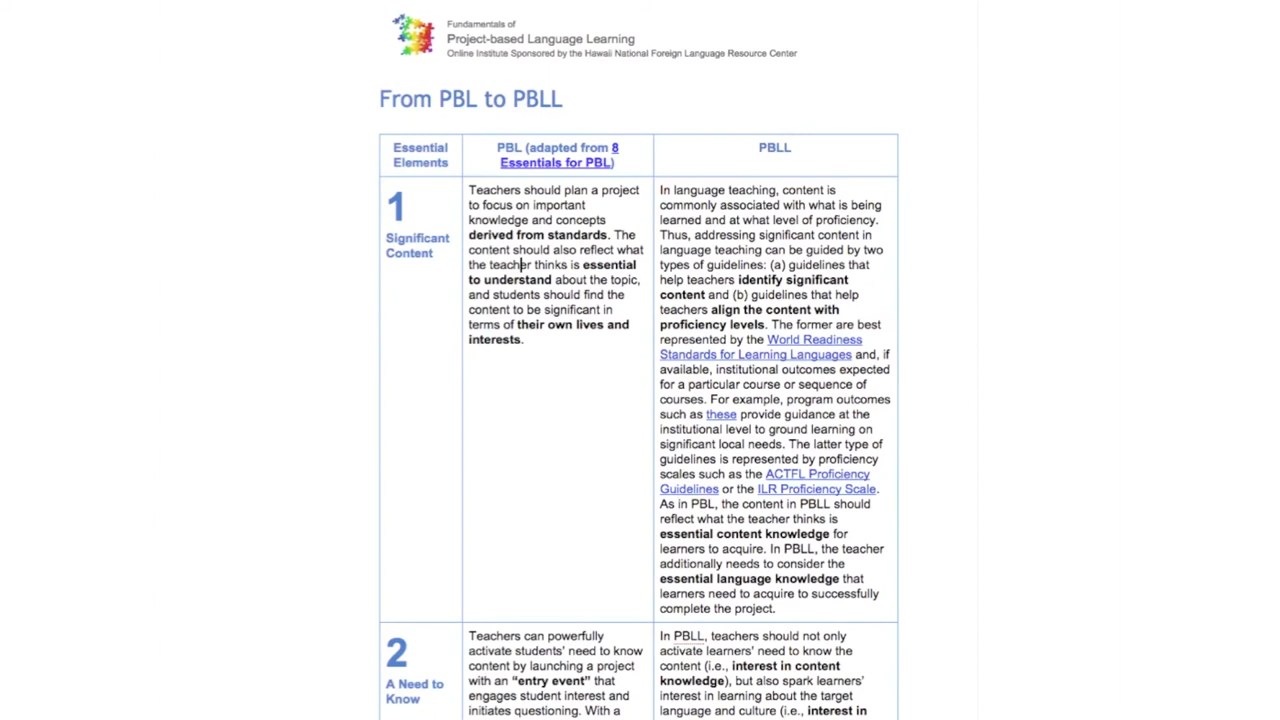 Fundamentals of
Project-based Language Learning
Online Institute Sponsored by the Hawaii National Foreign Language Resource Center
From PBL to PBLL
Essential
Elements
PBL (adapted from 8
Essentials for PBL)
PBLL
1
Significant
Content
Teachers should plan a project
to focus on important
knowledge and concepts
derived from standards. The
content should also reflect what
the teacher thinks is essential
to understand about the topic,
and students should find the
content to be significant in
terms of their own lives and
interests.
In language teaching, content is
commonly associated with what is being
learned and at what level of proficiency.
Thus, addressing significant content in
language teaching can be guided by two
types of guidelines: (a) guidelines that
help teachers identify significant
content and (b) guidelines that help
teachers align the content with
proficiency levels. The former are best
represented by the World Readiness
Standards for Learning Languages and, if
available, institutional outcomes expected
for a particular course or sequence of
courses. For example, program outcomes
such as these provide guidance at the
institutional level to ground learning on
significant local needs. The latter type of
guidelines is represented by proficiency
scales such as the ACTFL Proficiency
Guidelines or the ILR Proficiency Scale.
As in PBL, the content in PBLL should
reflect what the teacher thinks is
essential content knowledge for
learners to acquire. In PBLL, the teacher
additionally needs to consider the
essential language knowledge that
learners need to acquire to successfully
complete the project.
2
A Need to
Know
Teachers can powerfully
activate students' need to know
content by launching a project
with an “entry event” that
engages student interest and
initiates questioning. With a
In PBLL, teachers should not only
activate learners' need to know the
content (i.e., interest in content
knowledge), but also spark learners'
interest in learning about the target
language and culture (i.e., interest in